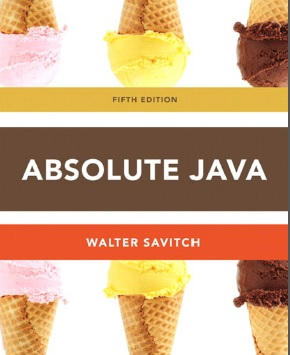 FIFTH EDITION
ABSOLUTE JAVA
WALTER SAVITCH